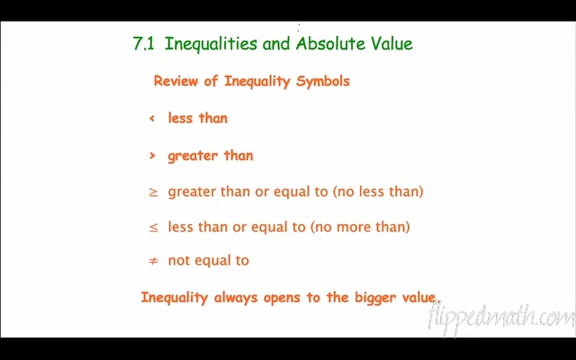 7.1 Inequalities and Absolute Value
Review of Inequality Symbols
< less than
> greater than
≥ greater than or equal to (no less than)
≤ less than or equal to (no more than)
≠ not equal to
Inequality always opens to the bigger value.
flippedmath.com